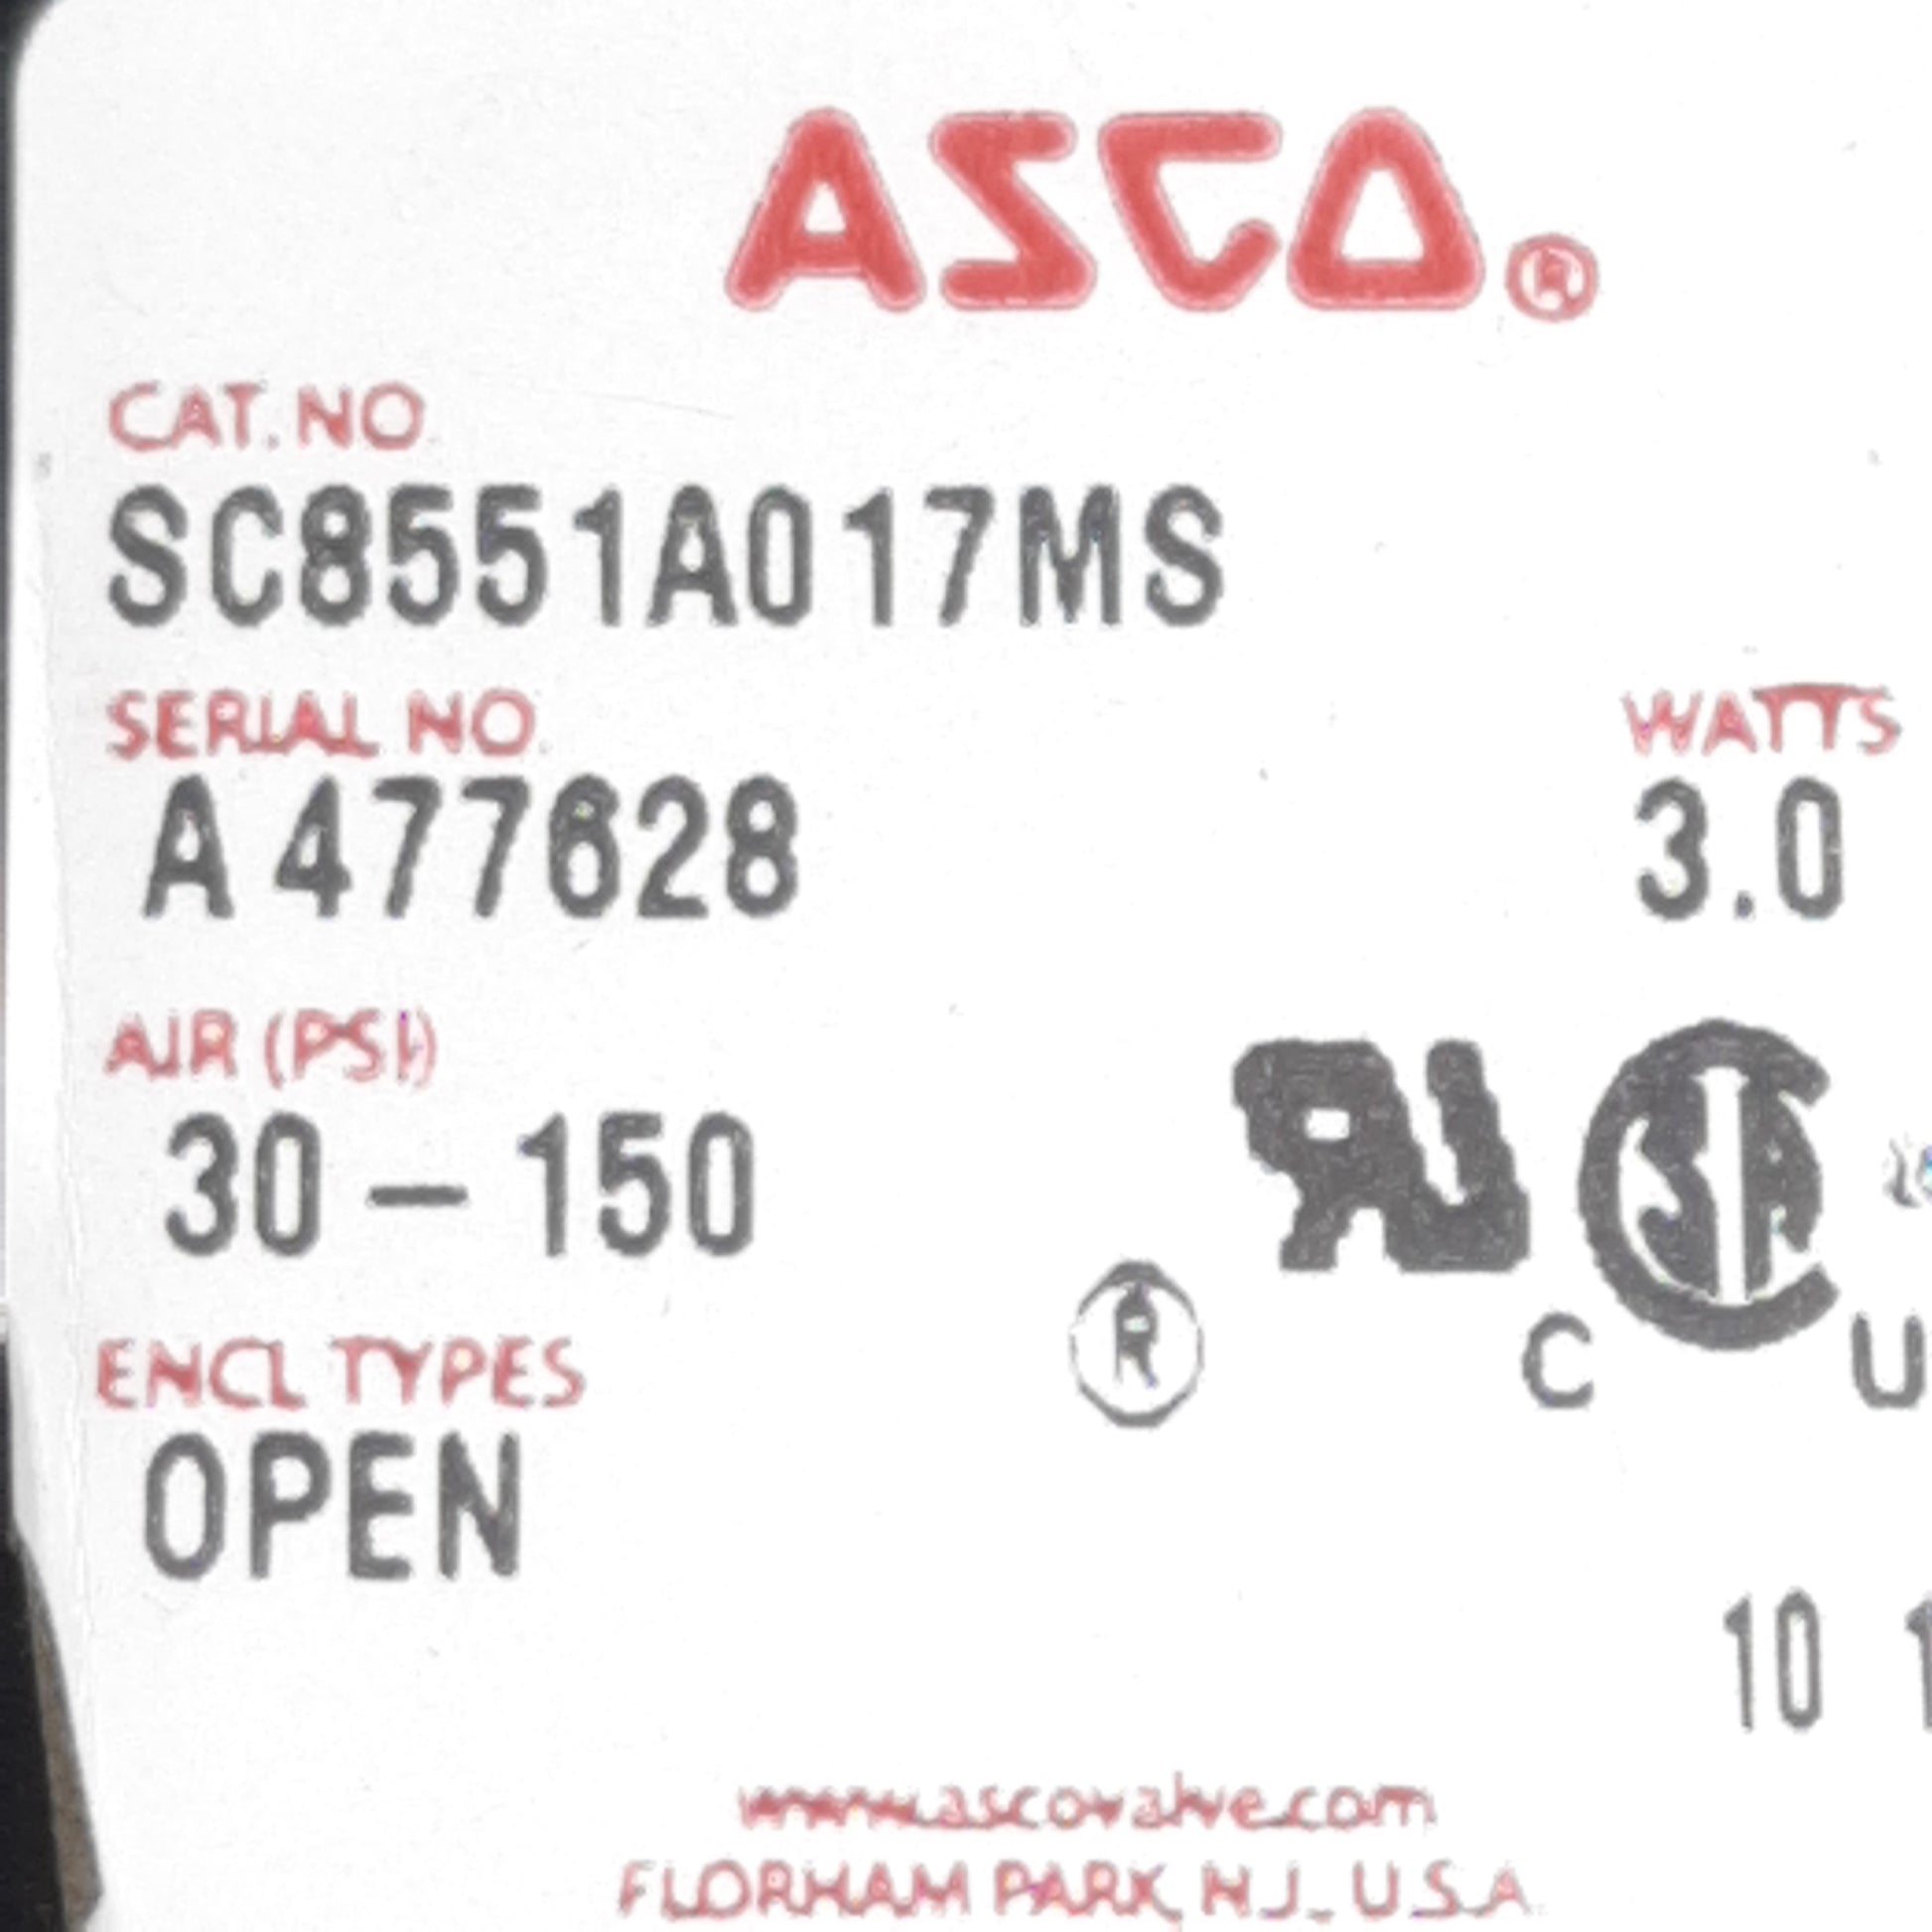 ASCO®
CAT. NO.
SC8551A017MS
SERIAL NO. WATTS
A 477628 3.0
AIR (PSI)
30 – 150
ENCL TYPES
® C U
OPEN
10
www.ascovalve.com
FLORHAM PARK, N.J., U.S.A.